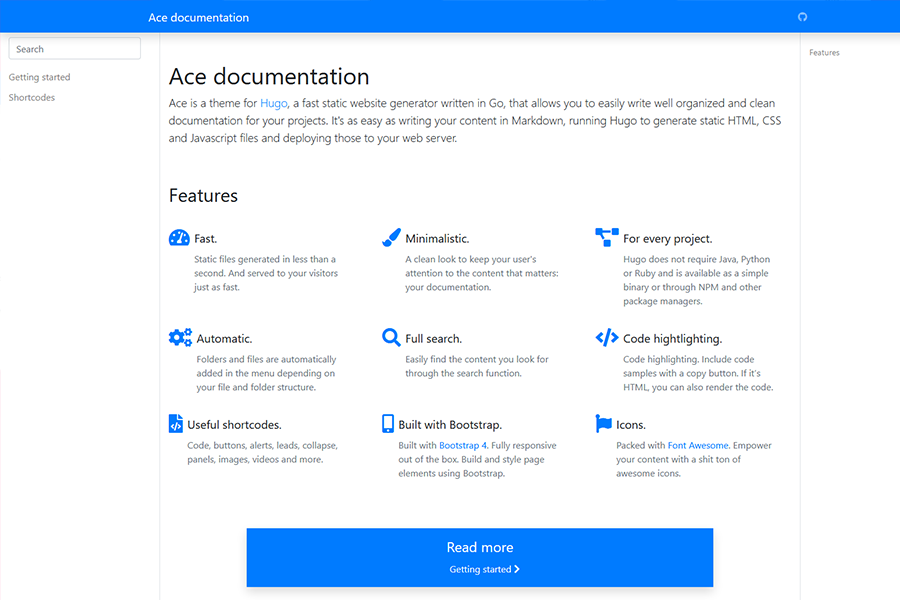 Ace documentation
Search
Getting started
Shortcodes
Features
Ace documentation
Ace is a theme for Hugo, a fast static website generator written in Go, that allows you to easily write well organized and clean
documentation for your projects. It's as easy as writing your content in Markdown, running Hugo to generate static HTML, CSS
and Javascript files and deploying those to your web server.
Features
Fast.
Static files generated in less than a
second. And served to your visitors
just as fast.
Minimalistic.
A clean look to keep your user's
attention to the content that matters:
your documentation.
For every project.
Hugo does not require Java, Python
or Ruby and is available as a simple
binary or through NPM and other
package managers.
Automatic.
Folders and files are automatically
added in the menu depending on
your file and folder structure.
Full search.
Easily find the content you look for
through the search function.
Code hightlighting.
Code highlighting. Include code
samples with a copy button. If it's
HTML, you can also render the code.
Useful shortcodes.
Code, buttons, alerts, leads, collapse,
panels, images, videos and more.
Built with Bootstrap.
Built with Bootstrap 4. Fully responsive
out of the box. Build and style page
elements using Bootstrap.
Icons.
Packed with Font Awesome. Empower
your content with a shit ton of
awesome icons.
Read more
Getting started